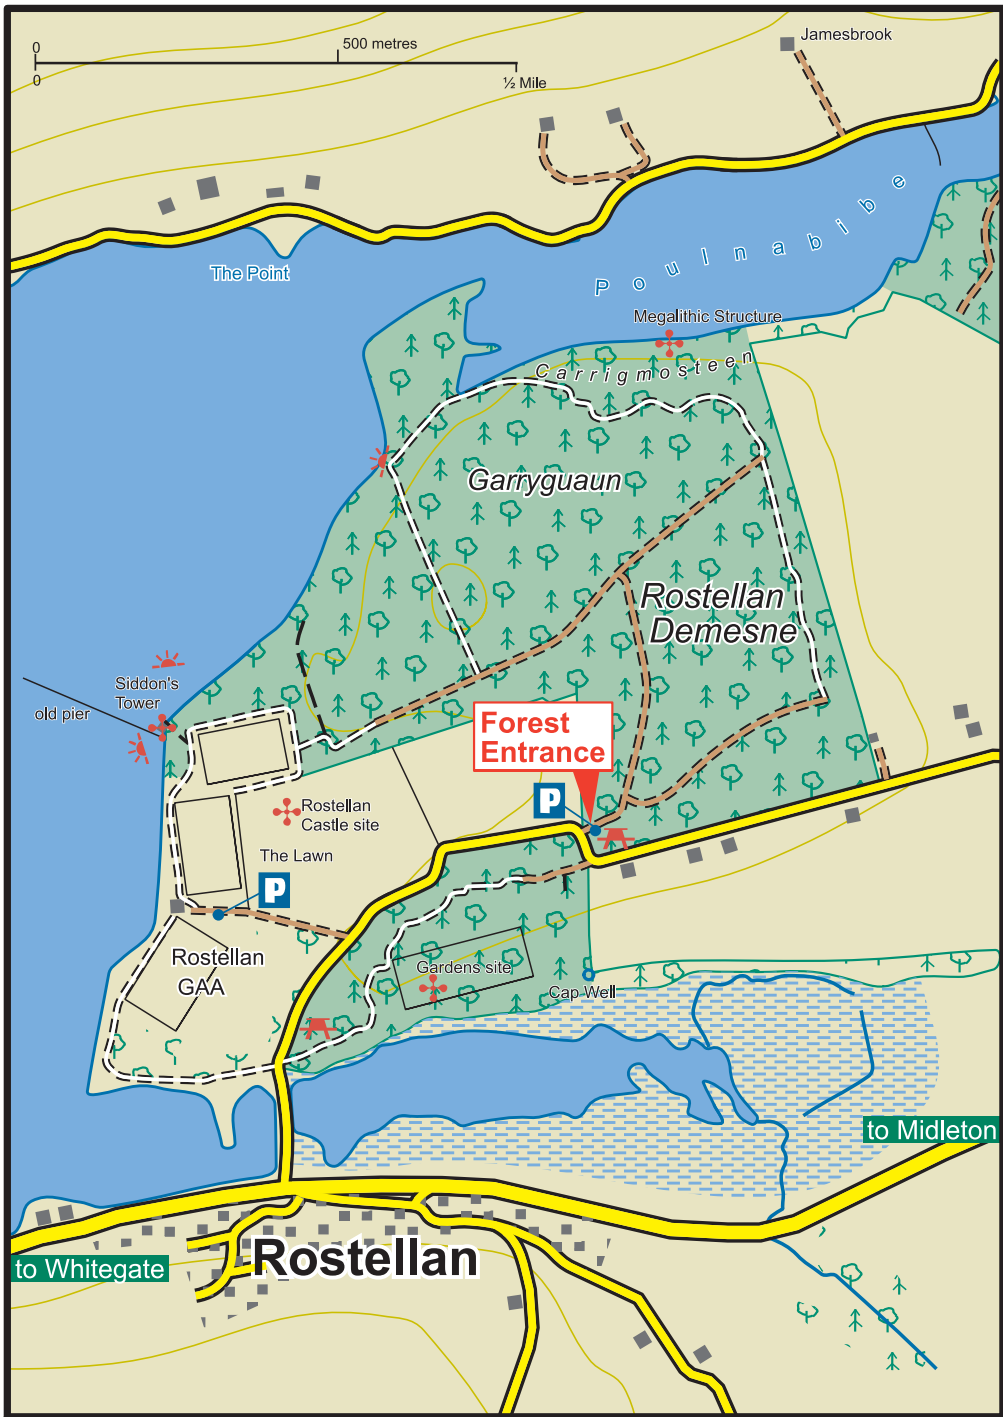 0
500 metres
0
½ Mile
Jamesbrook
The Point
Poulnabibe
Megalithic Structure
Carrigmosteen
Garryguaun
Rostellan
Demesne
Siddon's
Tower
old pier
Forest
Entrance
P
Rostellan
Castle site
The Lawn
P
Rostellan
GAA
Gardens site
Cap Well
to Midleton
to Whitegate
Rostellan